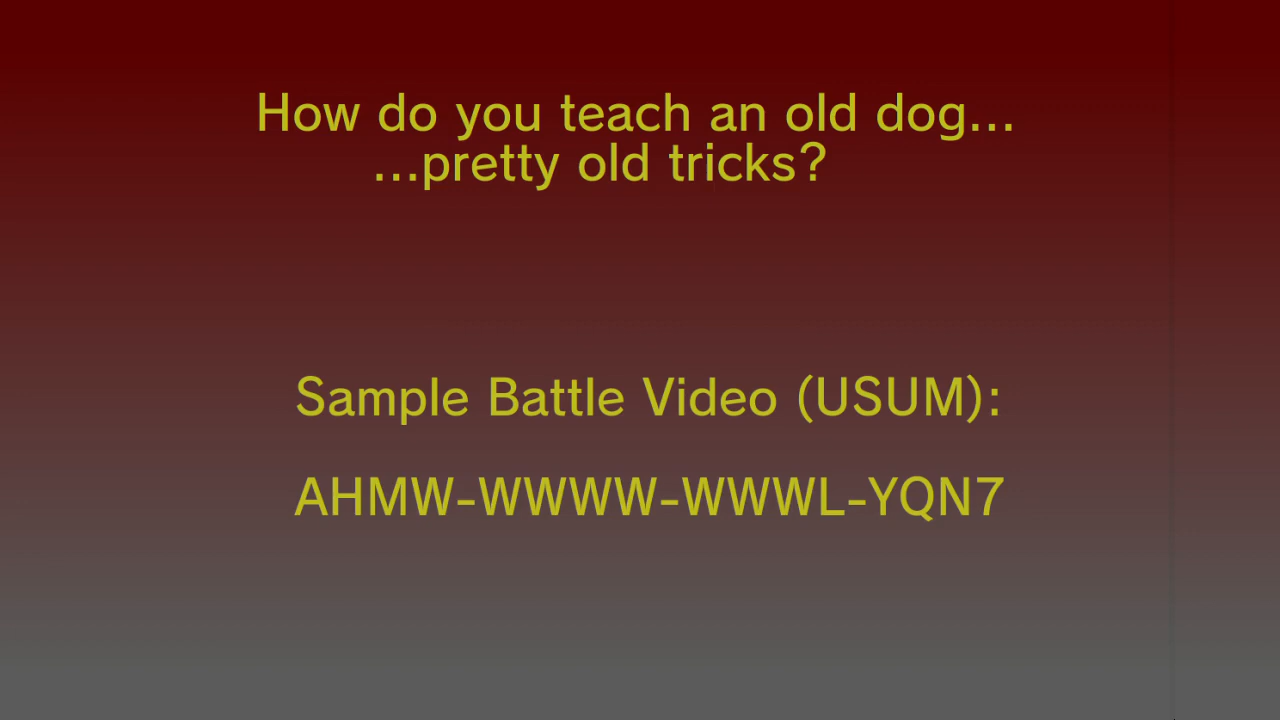 How do you teach an old dog...
...pretty old tricks?
Sample Battle Video (USUM):
AHMW-WWWW-WWWL-YQN7